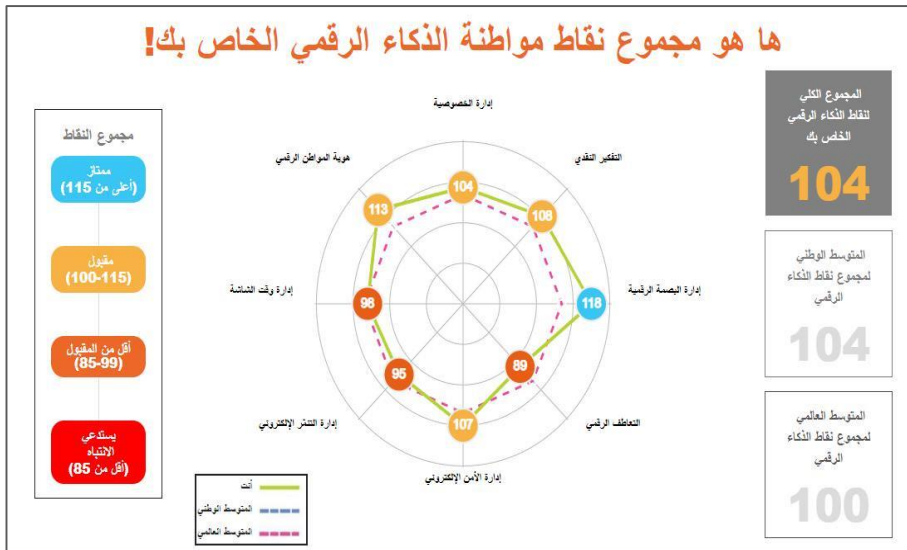 ها هو مجموع نقاط مواطنة الذكاء الرقمي الخاص بك!
المجموع الكلي
لنقاط الذكاء الرقمي
الخاص بك
104
المتوسط الوطني
لمجموع نقاط الذكاء
الرقمي
104
المتوسط العالمي
لمجموع نقاط الذكاء
الرقمي
100
إدارة الخصوصية
104
التفكير النقدي
108
إدارة البصمة الرقمية
118
التعاطف الرقمي
89
إدارة الأمن الإلكتروني
107
إدارة التنمّر الإلكتروني
95
إدارة وقت الشاشة
98
هوية المواطن الرقمي
113
أنت
المتوسط الوطني
المتوسط العالمي
مجموع النقاط
ممتاز
(أعلى من 115)
مقبول
(100-115)
أقل من المقبول
(85-99)
يستدعي
الانتباه
(أقل من 85)